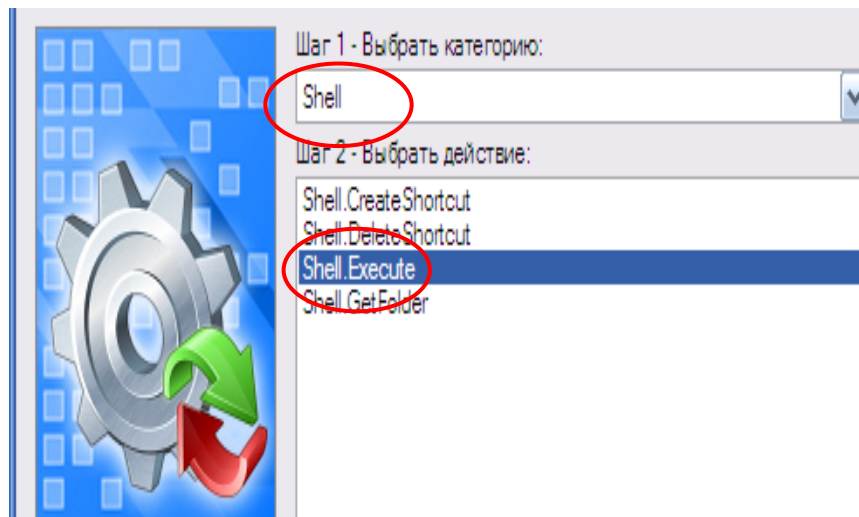 Шаг 1 - Выбрать категорию:
Shell
Шаг 2 - Выбрать действие:
Shell.CreateShortcut
Shell.DeleteShortcut
Shell.Execute
Shell.GetFolder